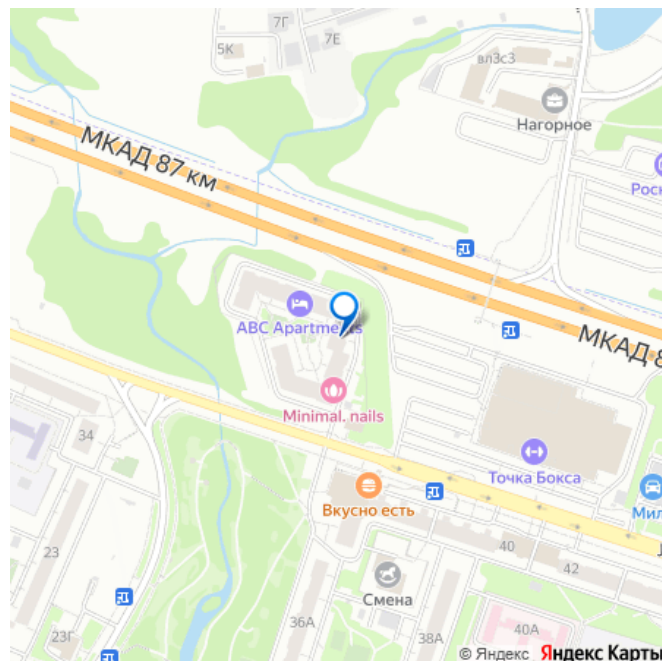 7Г
7Е
5К
вл3с3
Нагорное
Роск
МКАД 87 км
ABC Apartments
МКАД 8
Minimal. nails
34
Точка Бокса
Мил
Вкусно есть
23
40
42
Смена
36А
40А
23Г
38А
© Яндекс Яндекс Карты